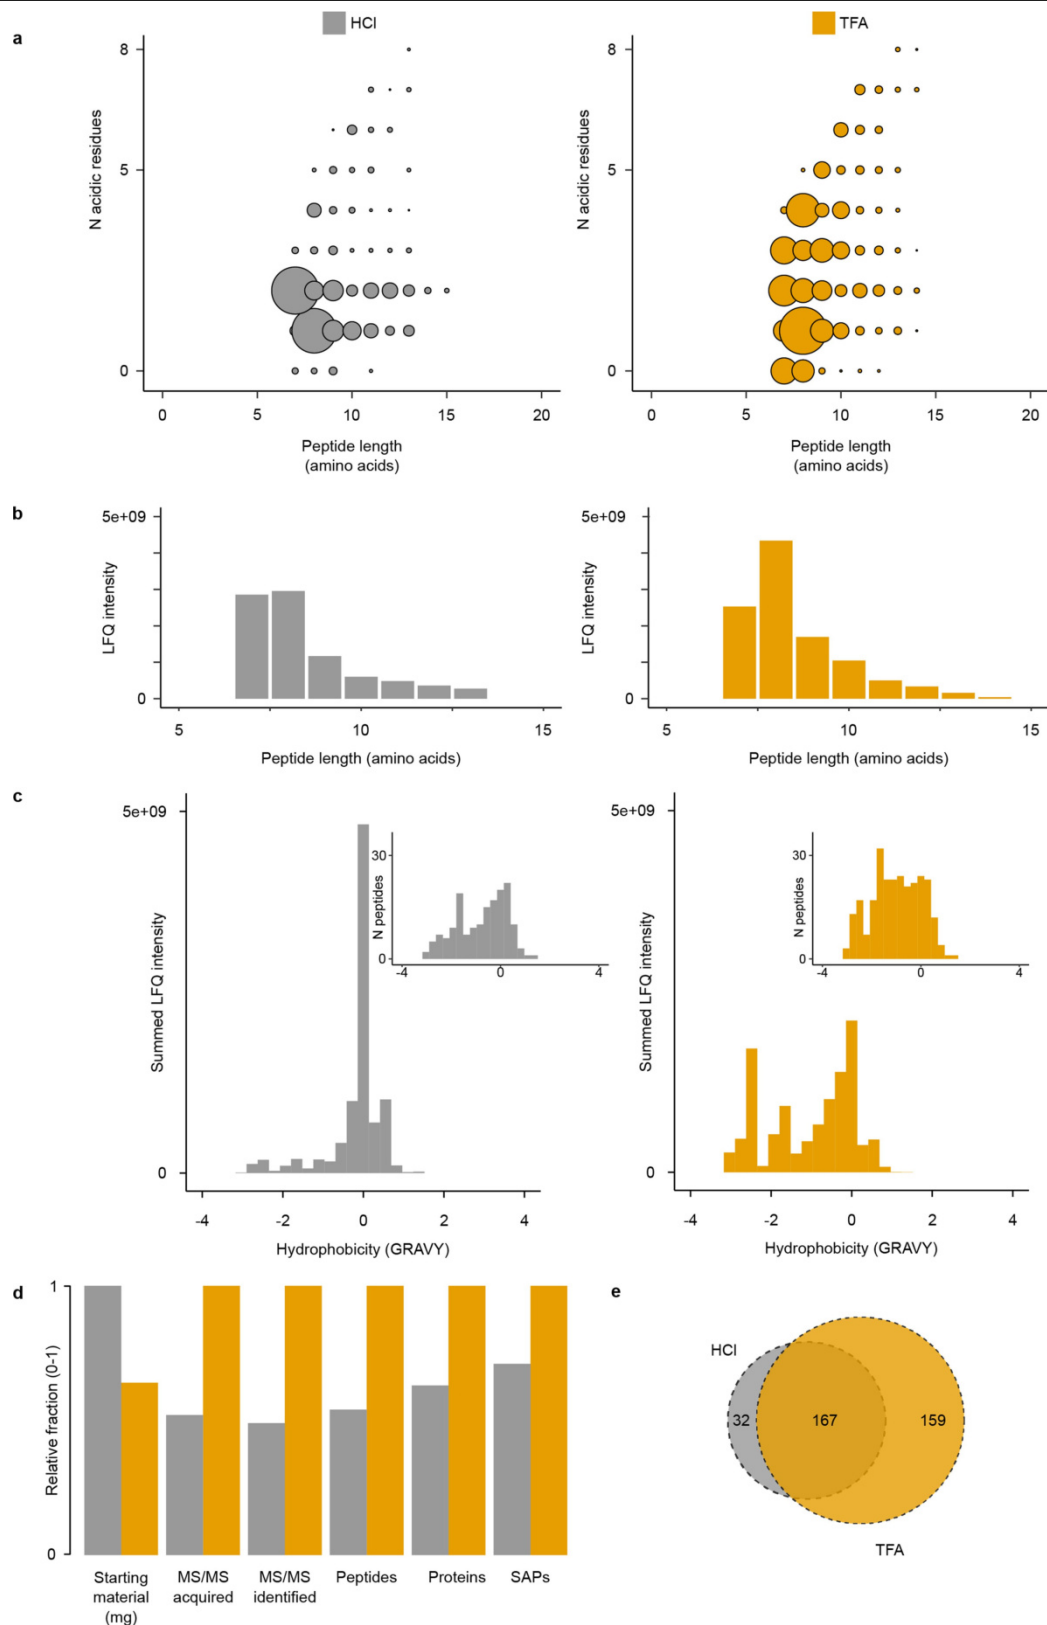 a
HCl
TFA
8
5
0
N acidic residues
0 5 10 15 20
Peptide length
(amino acids)
8
5
0
N acidic residues
0 5 10 15 20
Peptide length
(amino acids)
b
5e+09
0
LFQ intensity
5 10 15
Peptide length (amino acids)
5e+09
0
LFQ intensity
5 10 15
Peptide length (amino acids)
c
5e+09
0
Summed LFQ intensity
30
0
N peptides
-4 0 4
-4 -2 0 2 4
Hydrophobicity (GRAVY)
5e+09
0
Summed LFQ intensity
30
0
N peptides
-4 0 4
-4 -2 0 2 4
Hydrophobicity (GRAVY)
d
1
0
Relative fraction (0-1)
Starting
material
(mg)
MS/MS
acquired
MS/MS
identified
Peptides
Proteins
SAPs
e
HCl
32
167
159
TFA